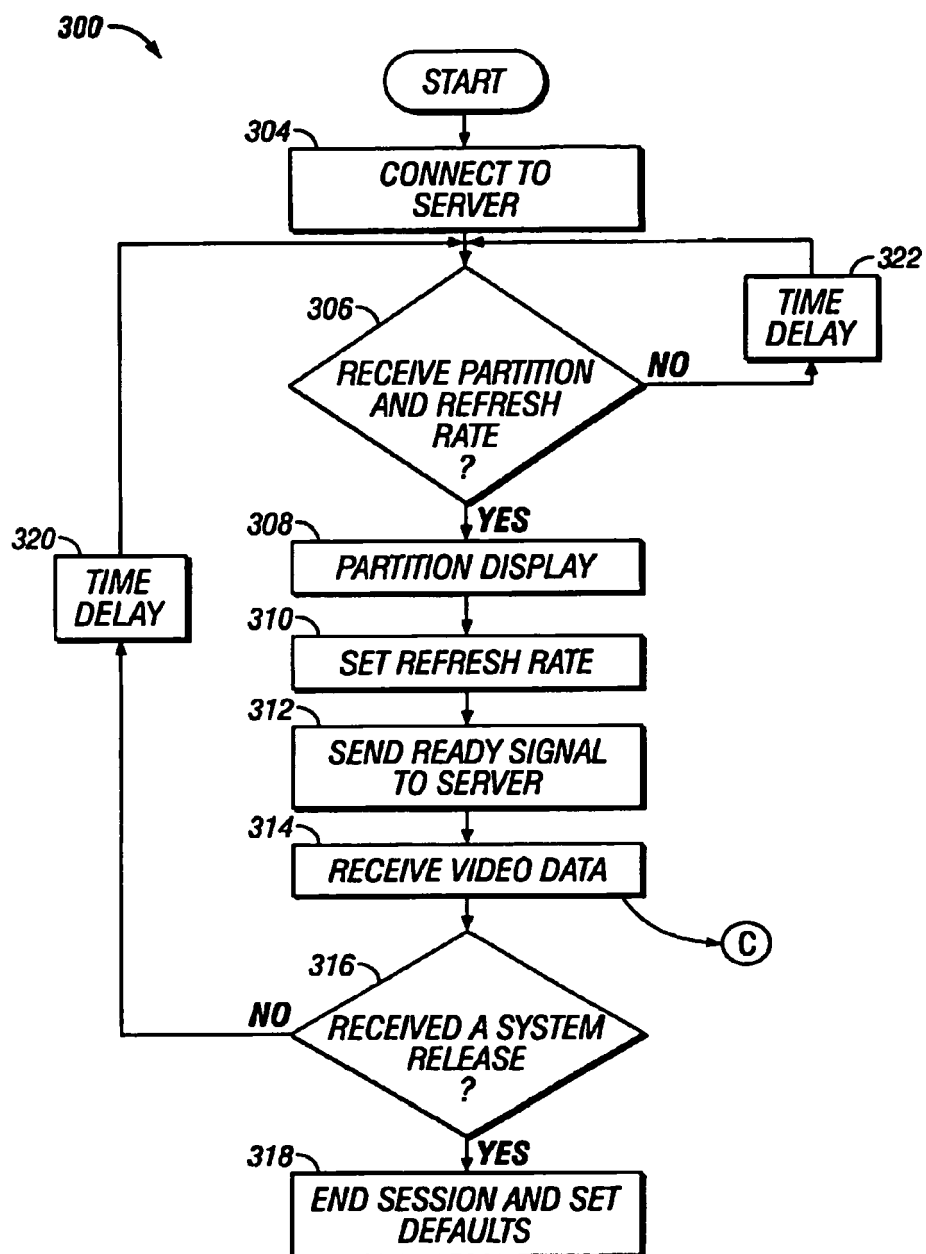 300
START
304
CONNECT TO
SERVER
322
TIME
DELAY
306
RECEIVE PARTITION
AND REFRESH
RATE
?
NO
YES
308
PARTITION DISPLAY
320
TIME
DELAY
310
SET REFRESH RATE
312
SEND READY SIGNAL
TO SERVER
314
RECEIVE VIDEO DATA
C
316
RECEIVED A SYSTEM
RELEASE
?
NO
YES
318
END SESSION AND SET
DEFAULTS